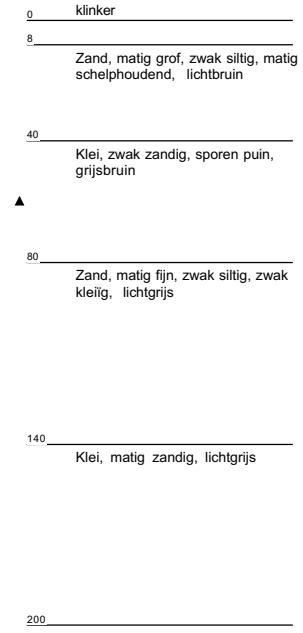 klinker
0
8
Zand, matig grof, zwak siltig, matig
schelphoudend, lichtbruin
40
Klei, zwak zandig, sporen puin,
grijsbruin
80
Zand, matig fijn, zwak siltig, zwak
kleiïg, lichtgrijs
140
Klei, matig zandig, lichtgrijs
200